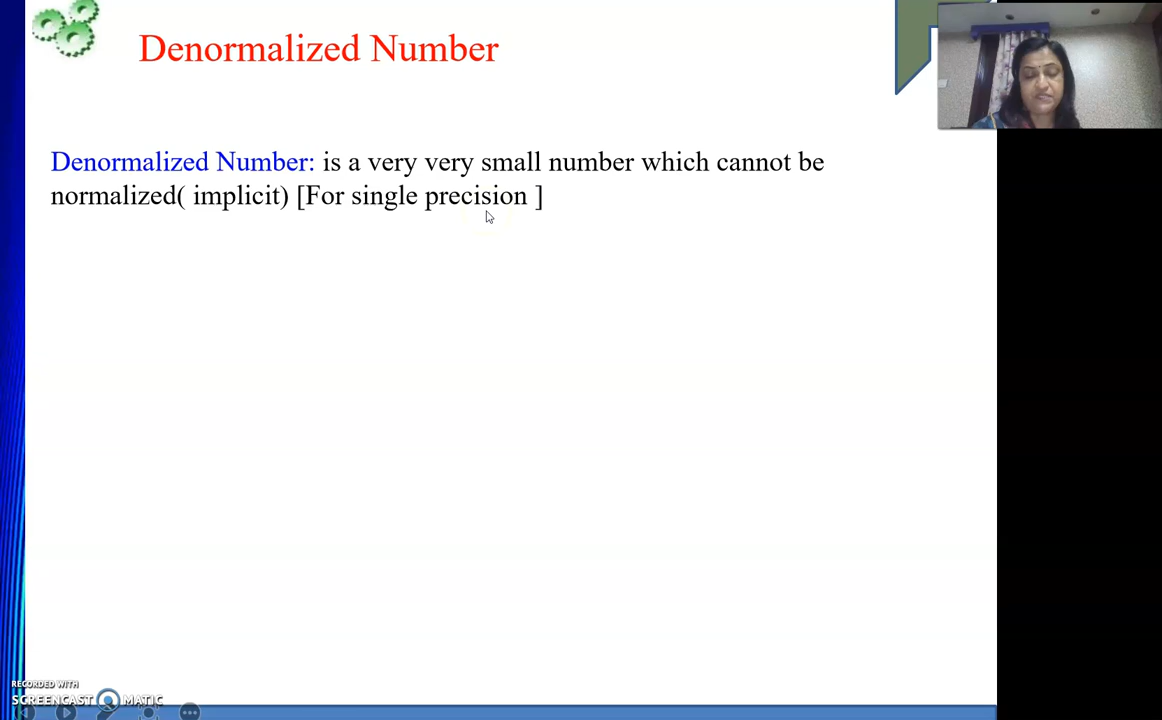 Denormalized Number
Denormalized Number: is a very very small number which cannot be
normalized( implicit) [For single precision ]
RECORDED WITH
SCREENCAST MATIC